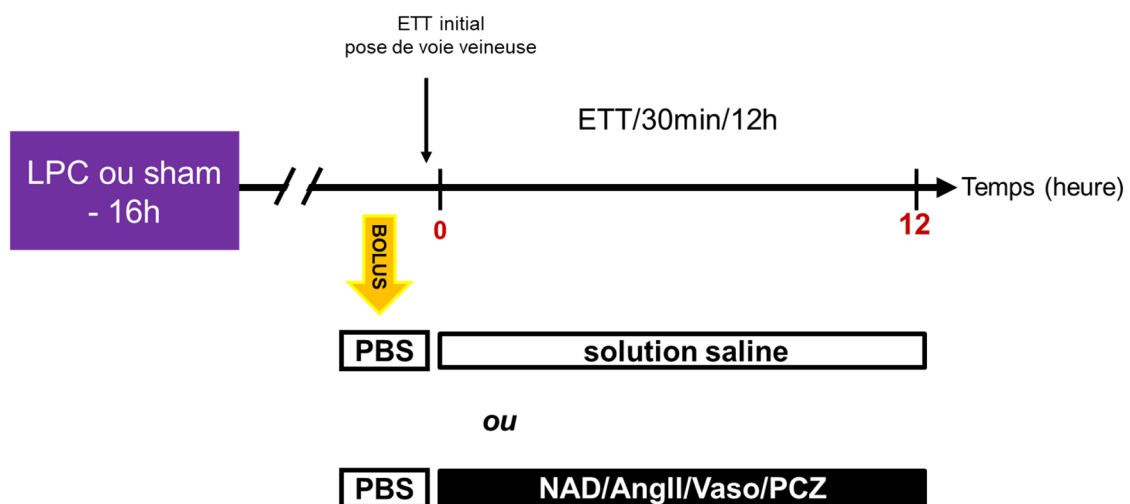 ETT initial
pose de voie veineuse
ETT/30min/12h
LPC ou sham
- 16h
Temps (heure)
0
12
BOLUS
PBS
solution saline
ou
PBS
NAD/AngII/Vaso/PCZ